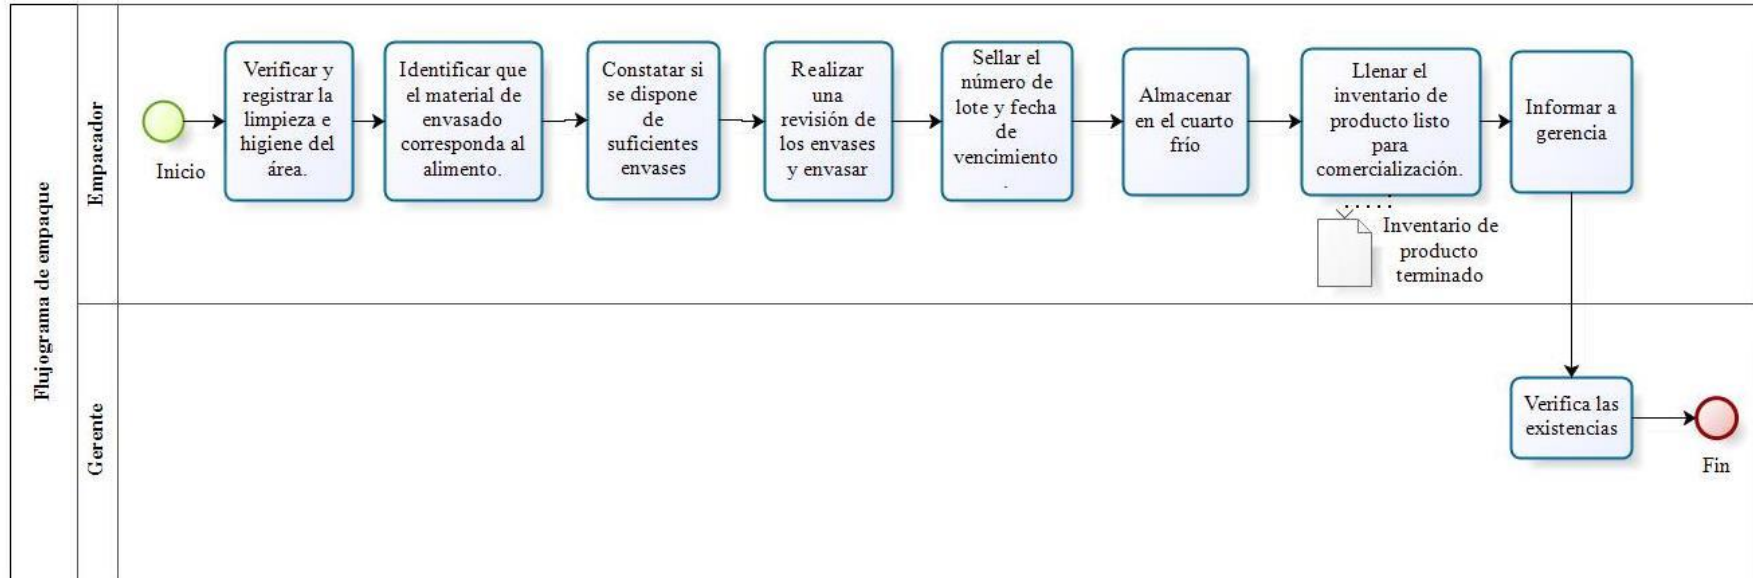 Flujograma de empaque
Empacador
Inicio
Verificar y
registrar la
limpieza e
higiene del
área.
Identificar que
el material de
envasado
corresponda al
alimento.
Constatar si
se dispone
de
suficientes
envases
Realizar
una
revisión de
los envases
y envasar
Sellar el
número de
lote y fecha
de
vencimiento
.
Almacenar
en el cuarto
frío
Llenar el
inventario de
producto listo
para
comercialización.
Inventario de
producto
terminado
Informar a
gerencia
Gerente
Verifica las
existencias
Fin